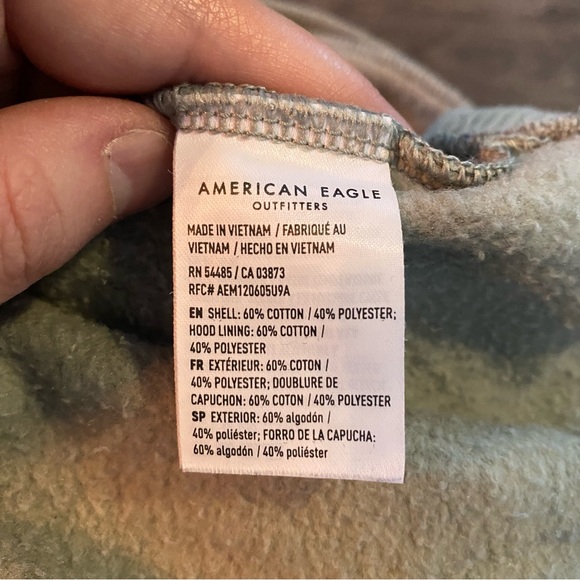 AMERICAN EAGLE
OUTFITTERS
MADE IN VIETNAM / FABRIQUÉ AU
VIETNAM / HECHO EN VIETNAM
RN 54485 / CA 03873
RFC# AEM120605U9A
EN SHELL: 60% COTTON / 40% POLYESTER;
HOOD LINING: 60% COTTON /
40% POLYESTER
FR EXTÉRIEUR: 60% COTON /
40% POLYESTER; DOUBLURE DE
CAPUCHON: 60% COTON / 40% POLYESTER
SP EXTERIOR: 60% algodón /
40% poliéster; FORRO DE LA CAPUCHA:
60% algodón / 40% poliéster